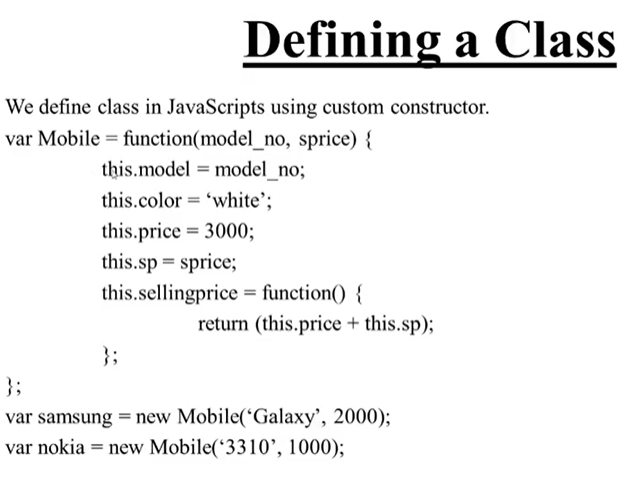 Defining a Class
We define class in JavaScripts using custom constructor.
var Mobile = function(model_no, sprice) {
this.model = model_no;
this.color = ‘white’;
this.price = 3000;
this.sp = sprice;
this.sellingprice = function() {
return (this.price + this.sp);
};
};
var samsung = new Mobile(‘Galaxy’, 2000);
var nokia = new Mobile(‘3310’, 1000);